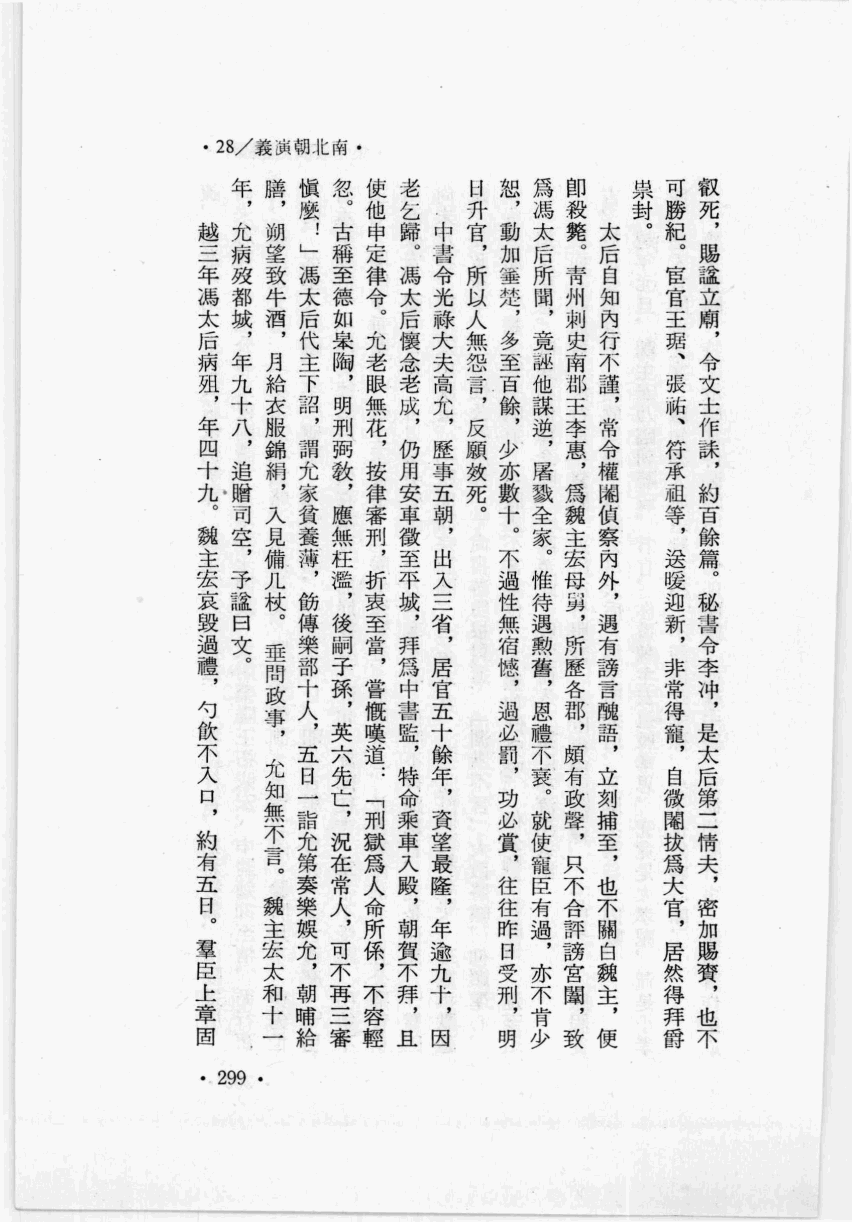 ·南北朝演義／28·
叡死，賜諡立廟，令文士作誄，約百餘篇。秘書令李冲，是太后第二情夫，密加賜賚，也不
可勝紀。宦官王琚、張祐、符承祖等，送暖迎新，非常得寵，自微閹拔爲大官，居然得拜爵
祟封。
太后自知內行不謹，常令權閹偵察內外，遇有謗言醜語，立刻捕至，也不關白魏主，便
卽殺斃。青州刺史南郡王李惠，爲魏主宏母舅，所歷各郡，頗有政聲，只不合評謗宮闈，致
爲馮太后所聞，竟誣他謀逆，屠戮全家。惟待遇勲舊，恩禮不衰。就使寵臣有過，亦不肯少
恕，動加箠楚，多至百餘，少亦數十。不過性無宿憾，過必罰，功必賞，往往昨日受刑，明
日升官，所以人無怨言，反願效死。
中書令光祿大夫高允，歷事五朝，出入三省，居官五十餘年，資望最隆，年逾九十，因
老乞歸。馮太后懷念老成，仍用安車徵至平城，拜爲中書監，特命乘車入殿，朝賀不拜，且
使他申定律令。允老眼無花，按律審刑，折衷至當，嘗慨嘆道：「刑獄爲人命所係，不容輕
忽。古稱至德如皋陶，明刑弼敎，應無枉濫，後嗣子孫，英六先亡，況在常人，可不再三審
愼麼！」馮太后代主下詔，謂允家貧養薄，飭傳樂部十人，五日一詣允第奏樂娛允，朝晡給
膳，朔望致牛酒，月給衣服錦絹，入見備几杖。垂問政事，允知無不言。魏主宏太和十一
年，允病歿都城，年九十八，追贈司空，予諡曰文。
越三年馮太后病殂，年四十九。魏主宏哀毀過禮，勺飲不入口，約有五日。羣臣上章固
·299·